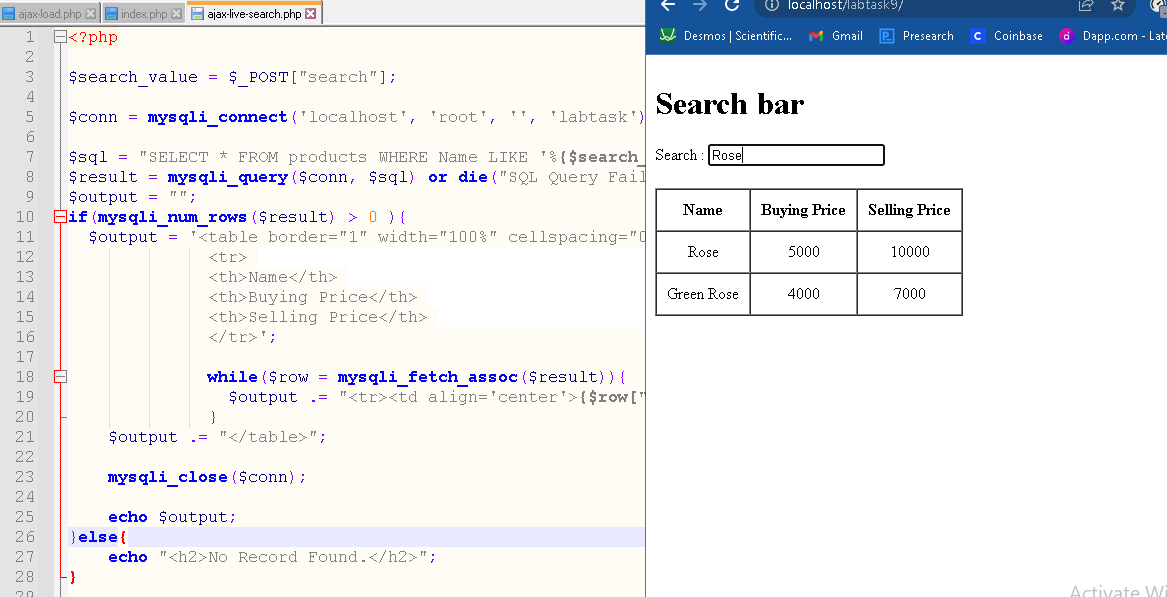 ajax-load.php index.php ajax-live-search.php
1 <?php
2
3 $search_value = $_POST["search"];
4
5 $conn = mysqli_connect('localhost', 'root', '', 'labtask')
6
7 $sql = "SELECT * FROM products WHERE Name LIKE '%{$search_
8 $result = mysqli_query($conn, $sql) or die("SQL Query Fail
9 $output = "";
10 if(mysqli_num_rows($result) > 0 ){
11 $output = '<table border="1" width="100%" cellspacing="0
12 <tr>
13 <th>Name</th>
14 <th>Buying Price</th>
15 <th>Selling Price</th>
16 </tr>';
17
18 while($row = mysqli_fetch_assoc($result)){
19 $output .= "<tr><td align='center'>{$row["
20 }
21 $output .= "</table>";
22
23 mysqli_close($conn);
24
25 echo $output;
26 }else{
27 echo "<h2>No Record Found.</h2>";
28 }
29
localhost/labtask9/
Desmos | Scientific... Gmail Presearch Coinbase Dapp.com - Late
Search bar
Search : Rose
Name Buying Price Selling Price
Rose 5000 10000
Green Rose 4000 7000
Activate Wi